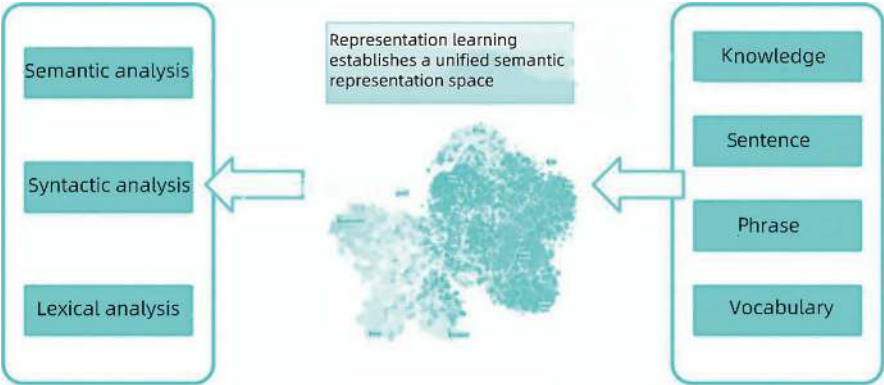 Semantic analysis
Syntactic analysis
Lexical analysis
Representation learning
establishes a unified semantic
representation space
Knowledge
Sentence
Phrase
Vocabulary